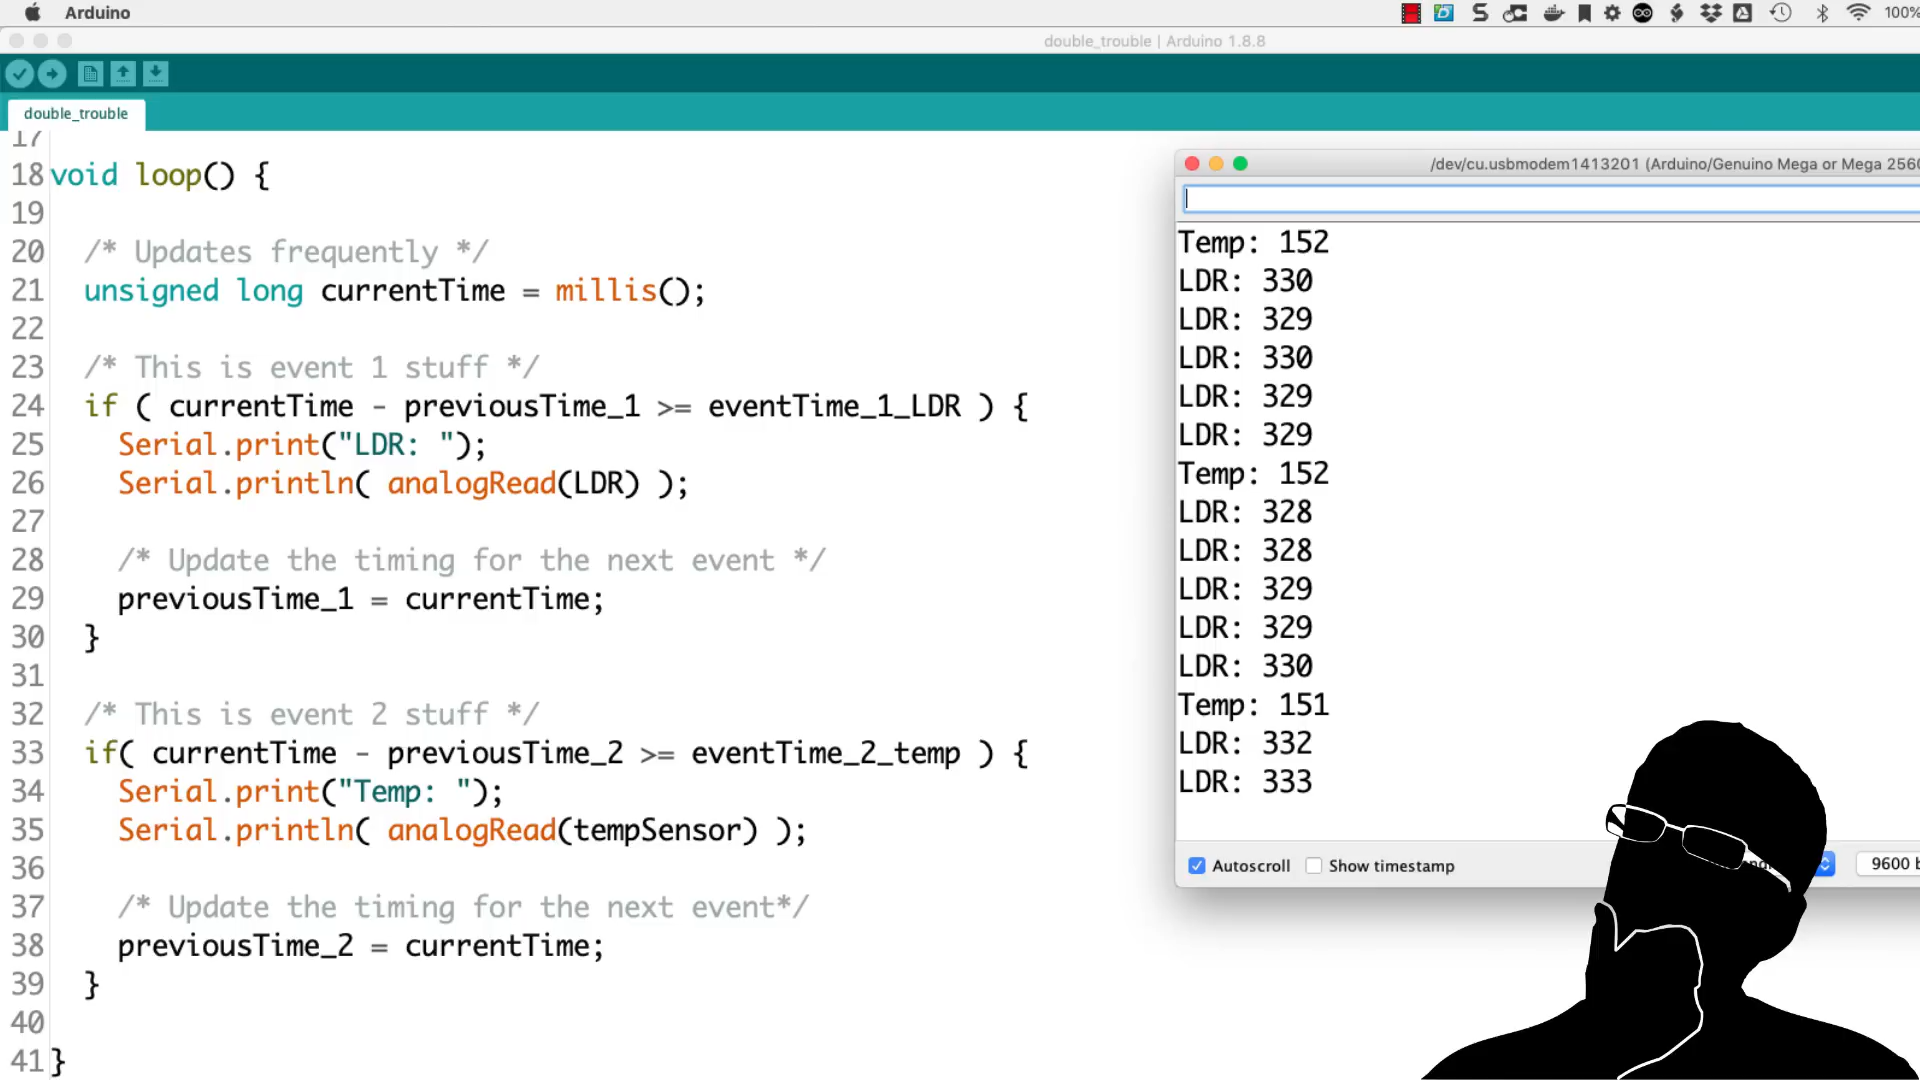 Arduino
100%
double_trouble | Arduino 1.8.8
double_trouble
17
18 void loop() {
19
20 /* Updates frequently */
21 unsigned long currentTime = millis();
22
23 /* This is event 1 stuff */
24 if ( currentTime - previousTime_1 >= eventTime_1_LDR ) {
25 Serial.print("LDR: ");
26 Serial.println( analogRead(LDR) );
27
28 /* Update the timing for the next event */
29 previousTime_1 = currentTime;
30 }
31
32 /* This is event 2 stuff */
33 if( currentTime - previousTime_2 >= eventTime_2_temp ) {
34 Serial.print("Temp: ");
35 Serial.println( analogRead(tempSensor) );
36
37 /* Update the timing for the next event*/
38 previousTime_2 = currentTime;
39 }
40
41 }
/dev/cu.usbmodem1413201 (Arduino/Genuino Mega or Mega 2560
Temp: 152
LDR: 330
LDR: 329
LDR: 330
LDR: 329
LDR: 329
Temp: 152
LDR: 328
LDR: 328
LDR: 329
LDR: 329
LDR: 330
Temp: 151
LDR: 332
LDR: 333
Autoscroll Show timestamp
9600 b